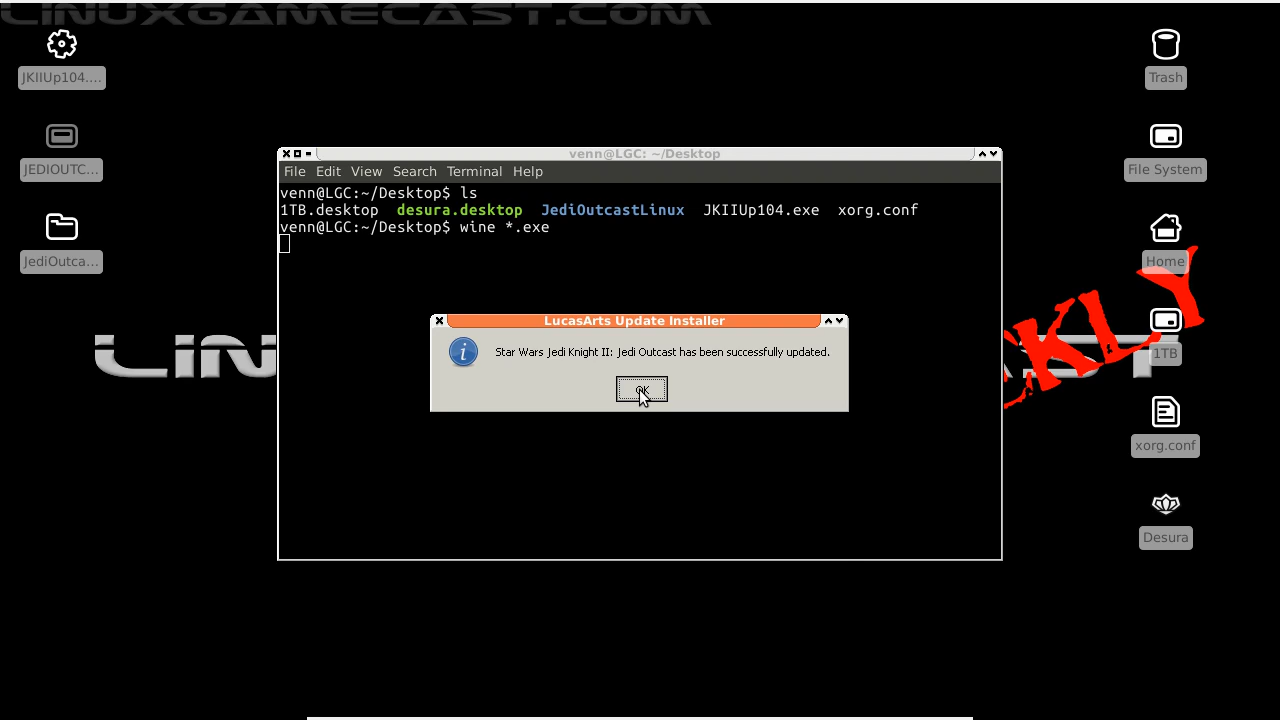 LINUXGAMECAST.COM
JKIIUp104....
Trash
JEDIOUTC...
File System
JediOutca...
Home
1TB
xorg.conf
Desura
venn@LGC: ~/Desktop
File Edit View Search Terminal Help
venn@LGC:~/Desktop$ ls
1TB.desktop desura.desktop JediOutcastLinux JKIIUp104.exe xorg.conf
venn@LGC:~/Desktop$ wine *.exe
LucasArts Update Installer
Star Wars Jedi Knight II: Jedi Outcast has been successfully updated.
OK